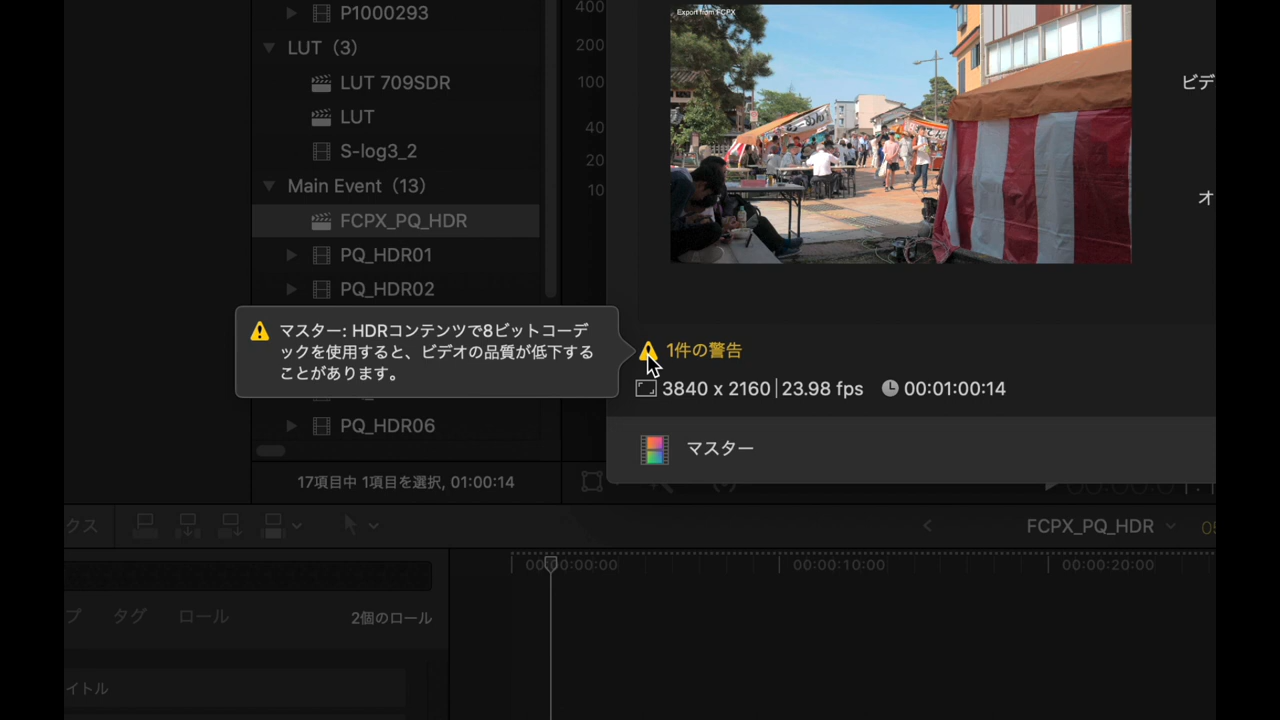 P1000293
LUT（3）
LUT 709SDR
LUT
S-log3_2
Main Event（13）
FCPX_PQ_HDR
PQ_HDR01
PQ_HDR02
PQ_HDR06
17項目中 1項目を選択, 01:00:14
400
200
100
40
20
10
Export from FCPX
ビデ
オ
マスター: HDRコンテンツで8ビットコーデ
ックを使用すると、ビデオの品質が低下する
ことがあります。
1件の警告
3840 x 2160|23.98 fps 00:01:00:14
マスター
クス
FCPX_PQ_HDR
00:00:00:00
00:00:10:00
00:00:20:00
プ タグ ロール
2個のロール
イトル